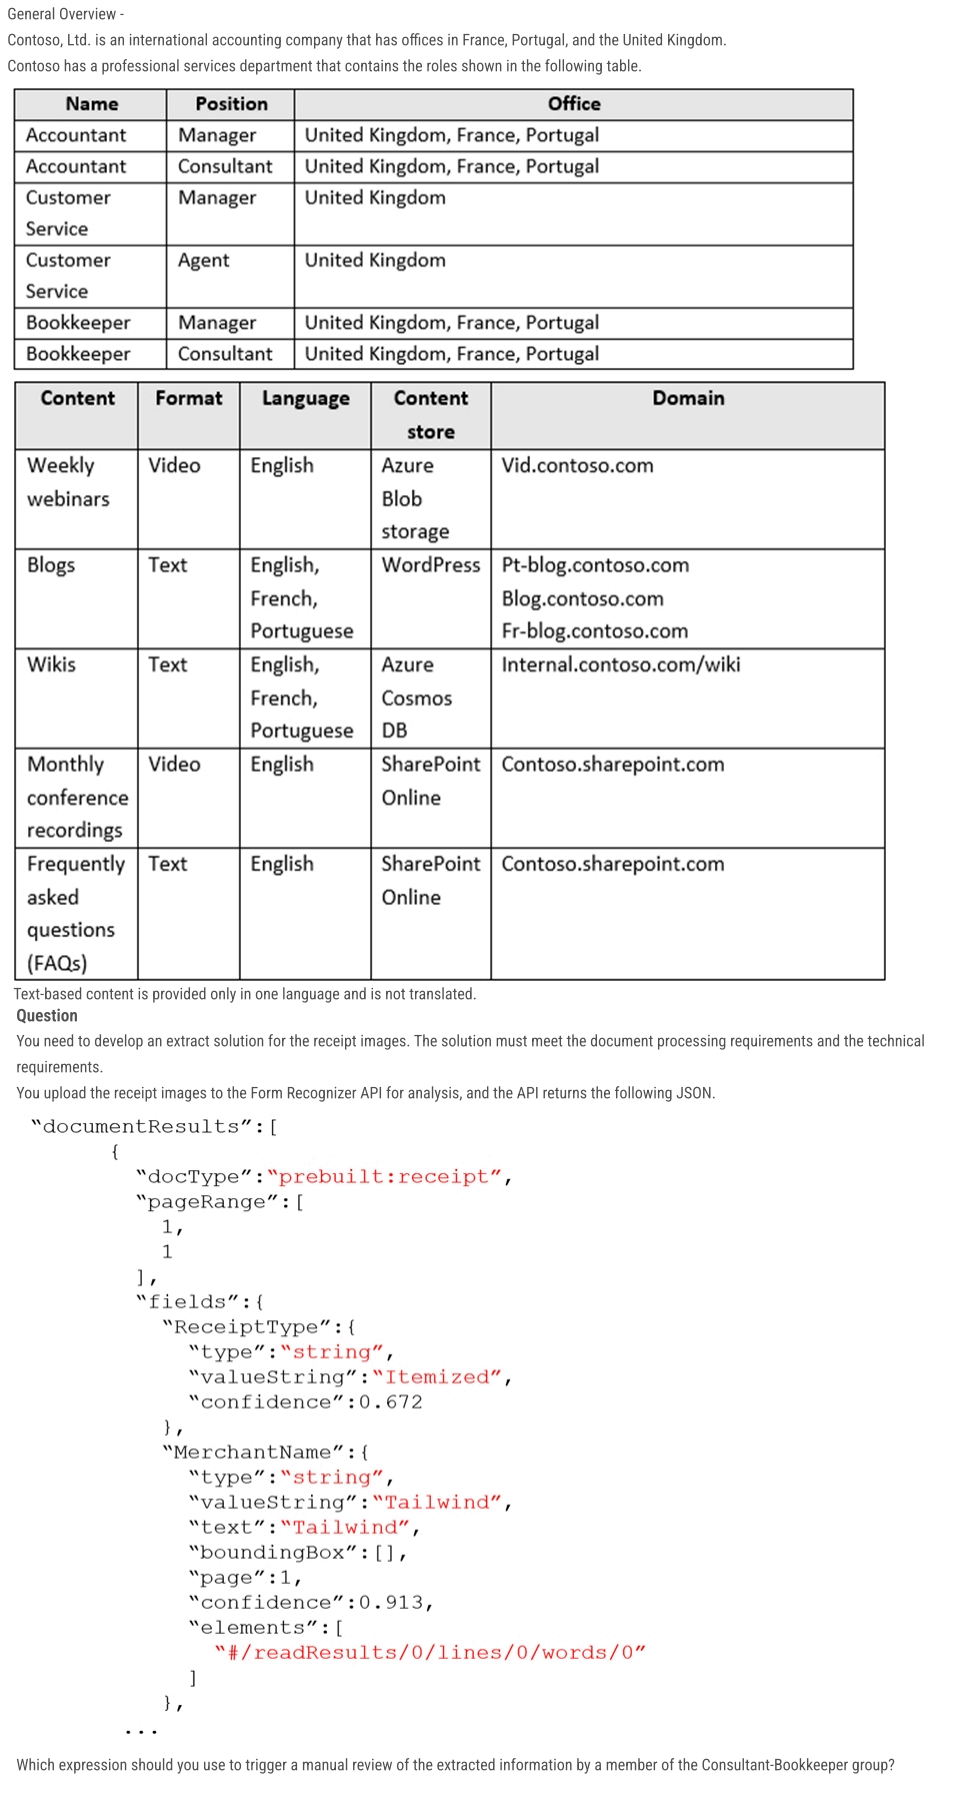 General Overview -
Contoso, Ltd. is an international accounting company that has offices in France, Portugal, and the United Kingdom.
Contoso has a professional services department that contains the roles shown in the following table.
Name Position Office
Accountant Manager United Kingdom, France, Portugal
Accountant Consultant United Kingdom, France, Portugal
Customer Manager United Kingdom
Service
Customer Agent United Kingdom
Service
Bookkeeper Manager United Kingdom, France, Portugal
Bookkeeper Consultant United Kingdom, France, Portugal
Content Format Language Content Domain
store
Weekly Video English Azure Vid.contoso.com
webinars Blob
storage
Blogs Text English, WordPress Pt-blog.contoso.com
French, Blog.contoso.com
Portuguese Fr-blog.contoso.com
Wikis Text English, Azure Internal.contoso.com/wiki
French, Cosmos
Portuguese DB
Monthly Video English SharePoint Contoso.sharepoint.com
conference Online
recordings
Frequently Text English SharePoint Contoso.sharepoint.com
asked Online
questions
(FAQs)
Text-based content is provided only in one language and is not translated.
Question
You need to develop an extract solution for the receipt images. The solution must meet the document processing requirements and the technical
requirements.
You upload the receipt images to the Form Recognizer API for analysis, and the API returns the following JSON.
“documentResults”:[
{
“docType”:“prebuilt:receipt”,
“pageRange”:[
1,
1
],
“fields”:{
“ReceiptType”:{
“type”:“string”,
“valueString”:“Itemized”,
“confidence”:0.672
},
“MerchantName”:{
“type”:“string”,
“valueString”:“Tailwind”,
“text”:“Tailwind”,
“boundingBox”:[],
“page”:1,
“confidence”:0.913,
“elements”:[
“#/readResults/0/lines/0/words/0”
]
},
...
Which expression should you use to trigger a manual review of the extracted information by a member of the Consultant-Bookkeeper group?